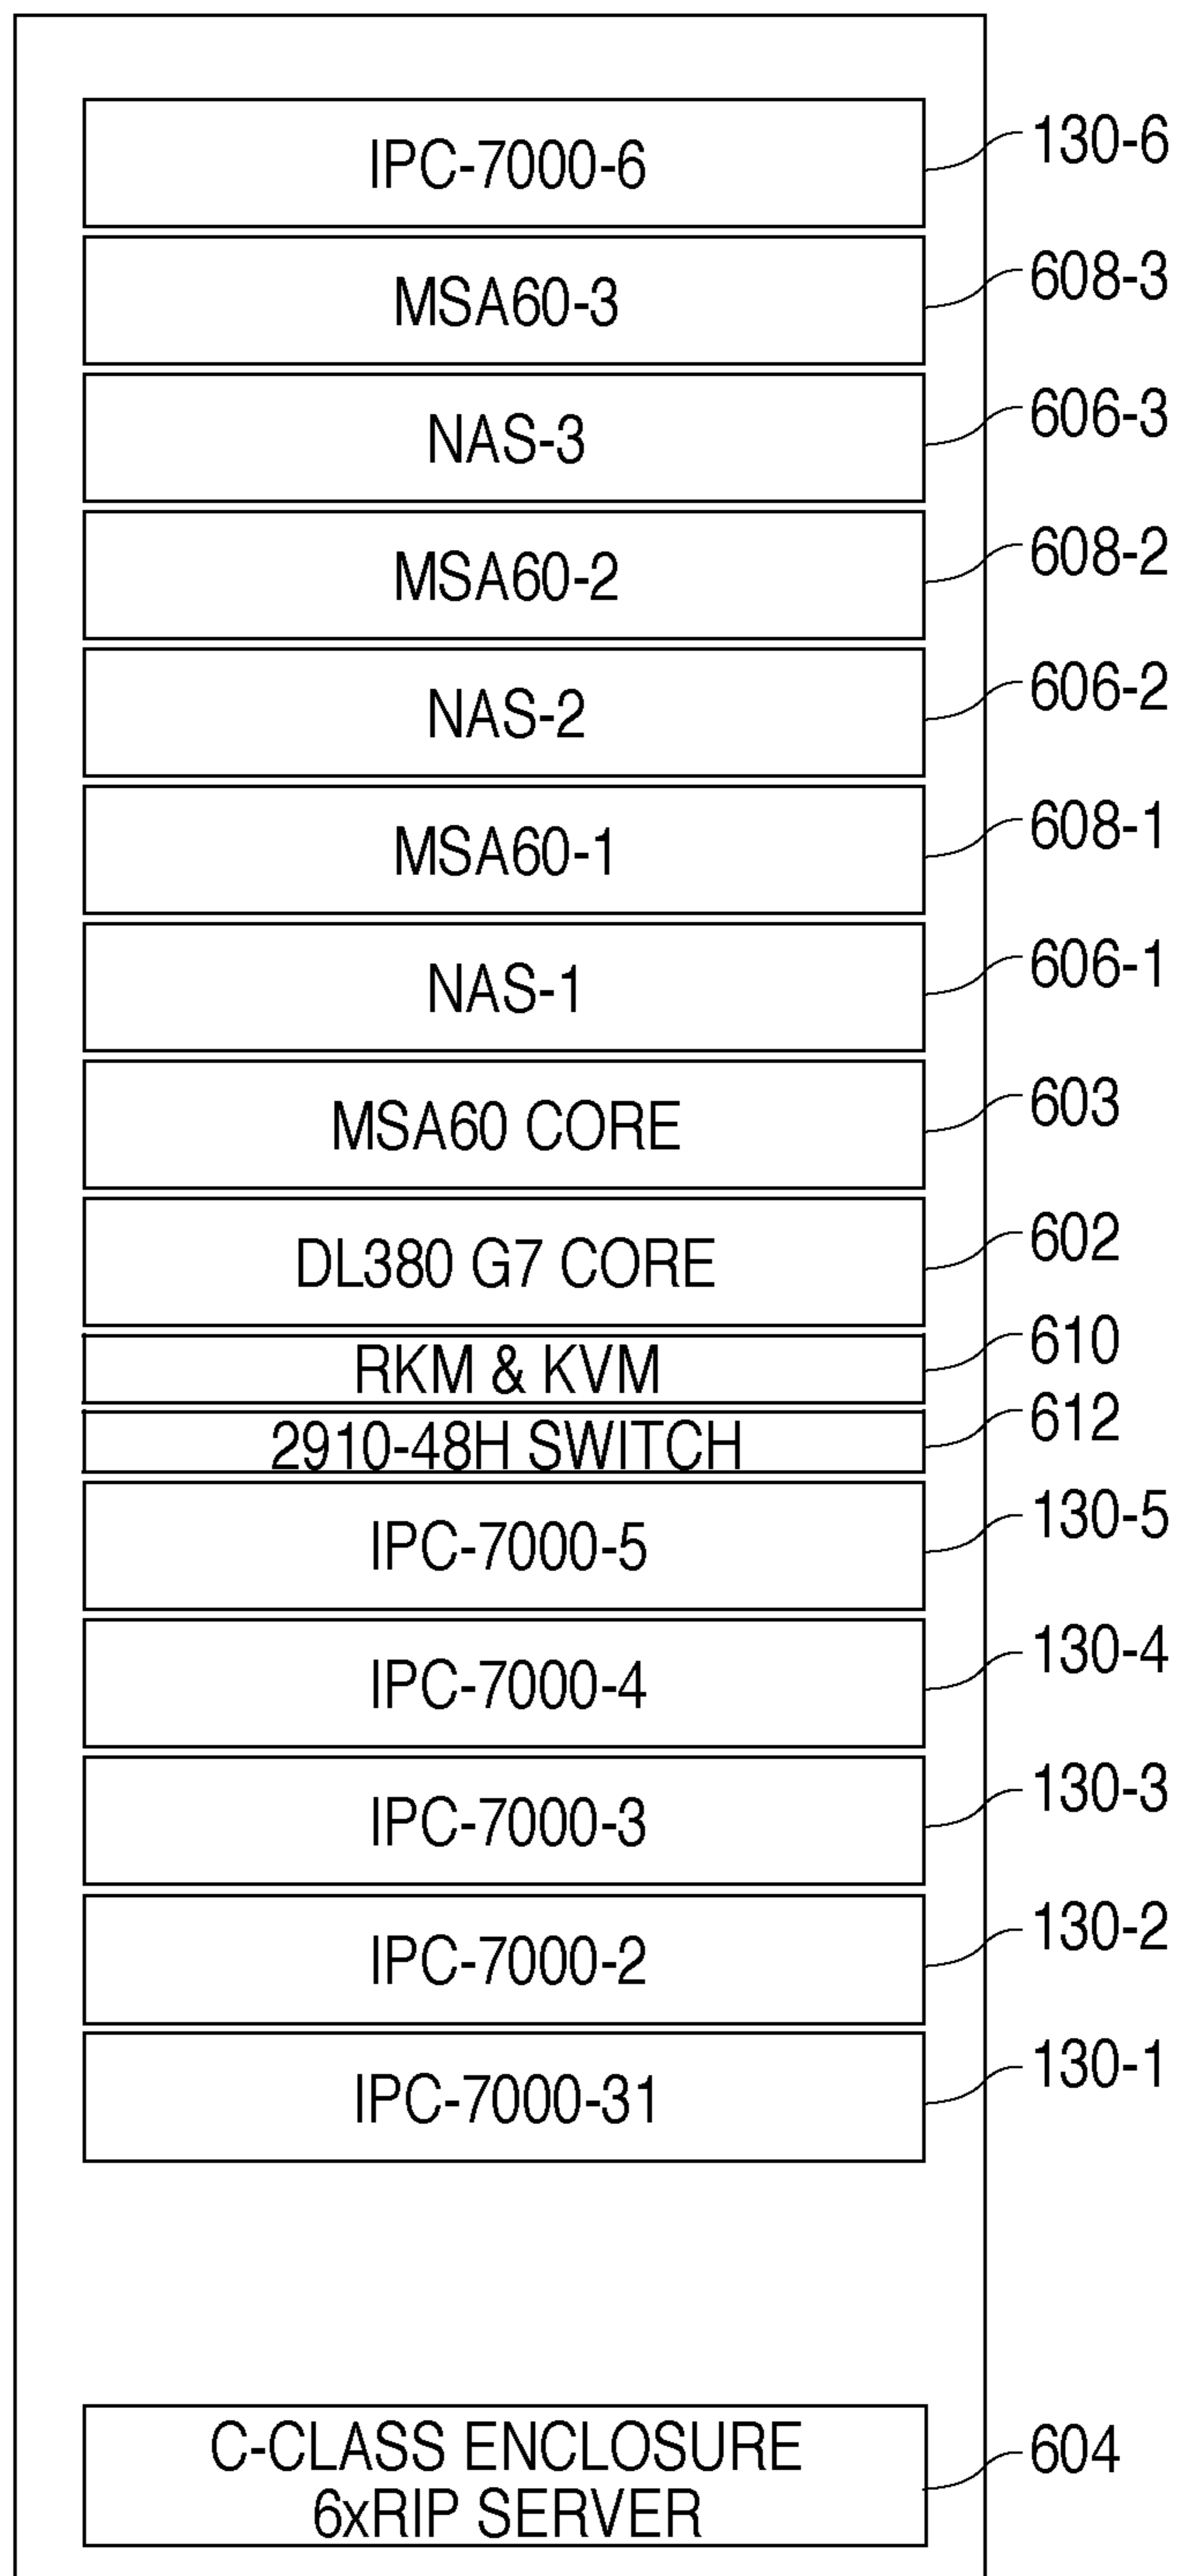 IPC-7000-6
130-6
MSA60-3
608-3
NAS-3
606-3
MSA60-2
608-2
NAS-2
606-2
MSA60-1
608-1
NAS-1
606-1
MSA60 CORE
603
DL380 G7 CORE
602
RKM & KVM
610
2910-48H SWITCH
612
IPC-7000-5
130-5
IPC-7000-4
130-4
IPC-7000-3
130-3
IPC-7000-2
130-2
IPC-7000-31
130-1
C-CLASS ENCLOSURE
6xRIP SERVER
604